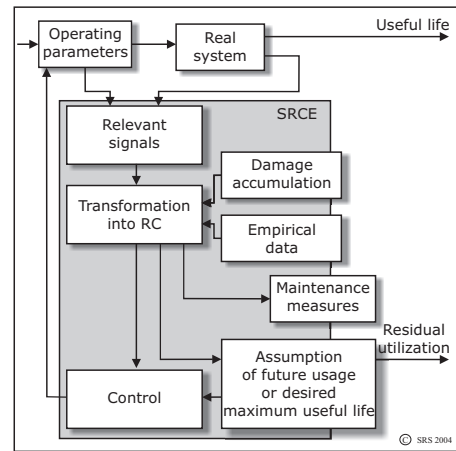 Operating
parameters
Real
system
Useful life
SRCE
Relevant
signals
Damage
accumulation
Transformation
into RC
Empirical
data
Maintenance
measures
Residual
utilization
Assumption
of future usage
or desired
maximum useful life
Control
© SRS 2004